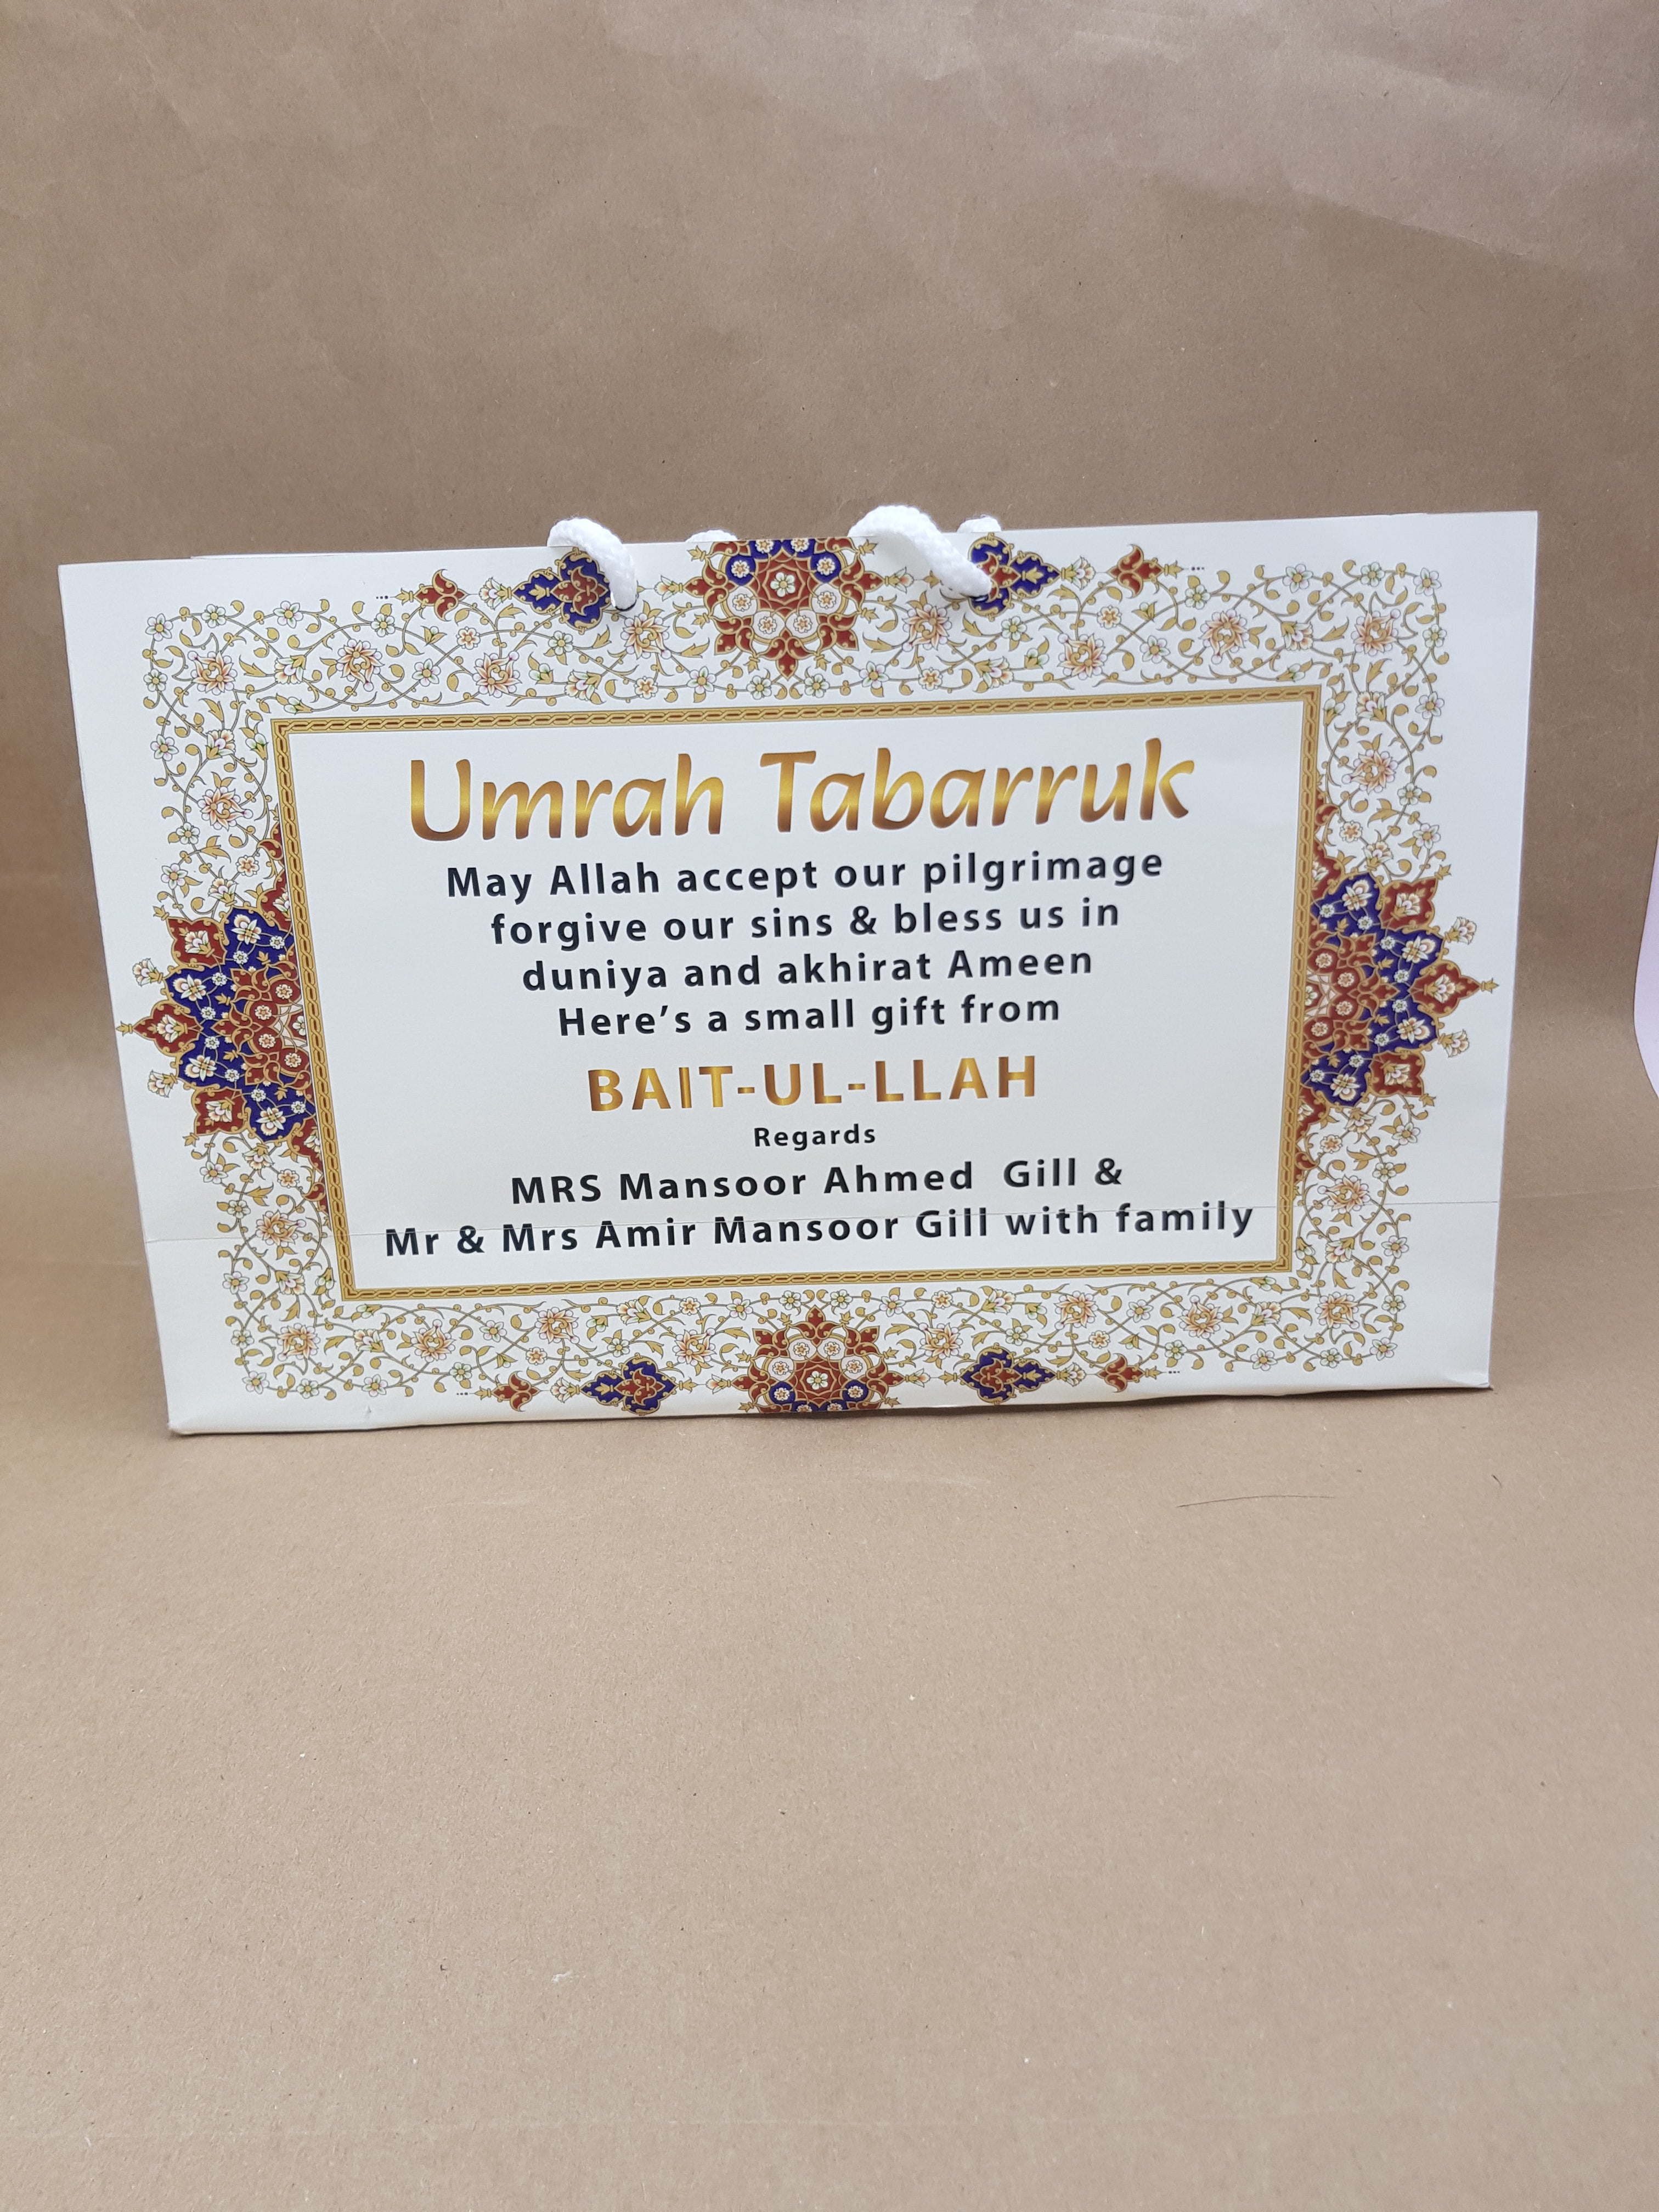 Umrah Tabarruk
May Allah accept our pilgrimage
forgive our sins & bless us in
duniya and akhirat Ameen
Here's a small gift from
BAIT-UL-LLAH
Regards
MRS Mansoor Ahmed Gill &
Mr & Mrs Amir Mansoor Gill with family